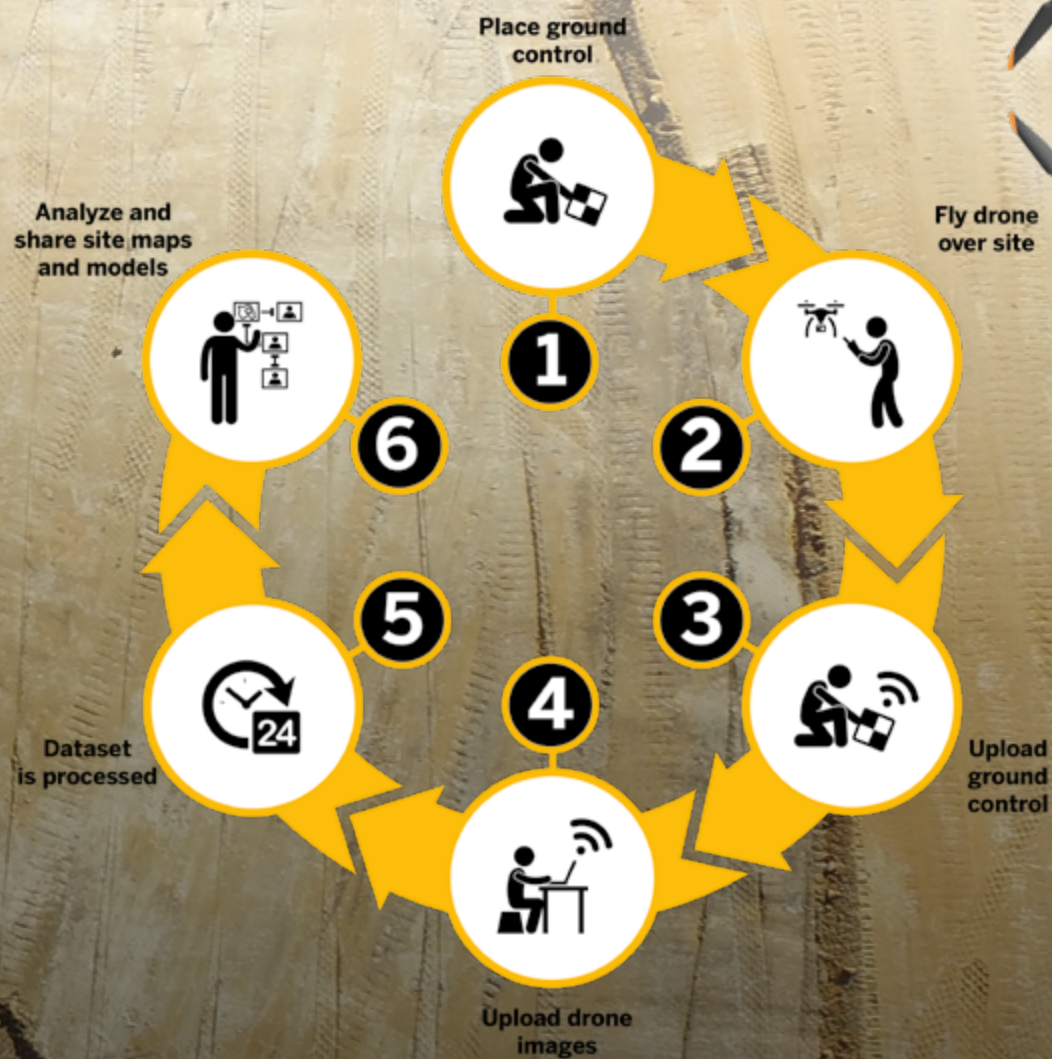 Place ground
control
1
Fly drone
over site
2
Upload
ground
control
3
Upload drone
images
4
Dataset
is processed
5
24
Analyze and
share site maps
and models
6